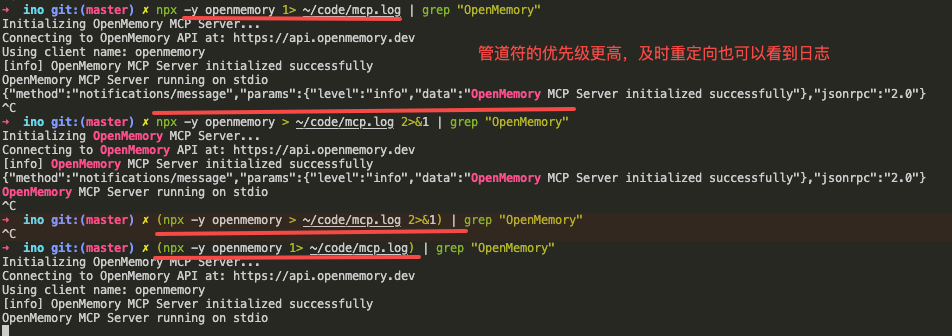 ➜  ino git:(master) ✗ npx -y openmemory 1> ~/code/mcp.log | grep "OpenMemory"
Initializing OpenMemory MCP Server...
Connecting to OpenMemory API at: https://api.openmemory.dev
Using client name: openmemory
管道符的优先级更高，及时重定向也可以看到日志
[info] OpenMemory MCP Server initialized successfully
OpenMemory MCP Server running on stdio
{"method":"notifications/message","params":{"level":"info","data":"OpenMemory MCP Server initialized successfully"},"jsonrpc":"2.0"}
^C
➜  ino git:(master) ✗ npx -y openmemory > ~/code/mcp.log 2>&1 | grep "OpenMemory"
Initializing OpenMemory MCP Server...
Connecting to OpenMemory API at: https://api.openmemory.dev
[info] OpenMemory MCP Server initialized successfully
{"method":"notifications/message","params":{"level":"info","data":"OpenMemory MCP Server initialized successfully"},"jsonrpc":"2.0"}
OpenMemory MCP Server running on stdio
^C
➜  ino git:(master) ✗ (npx -y openmemory > ~/code/mcp.log 2>&1) | grep "OpenMemory"
^C
➜  ino git:(master) ✗ (npx -y openmemory 1> ~/code/mcp.log) | grep "OpenMemory"
Initializing OpenMemory MCP Server...
Connecting to OpenMemory API at: https://api.openmemory.dev
Using client name: openmemory
[info] OpenMemory MCP Server initialized successfully
OpenMemory MCP Server running on stdio